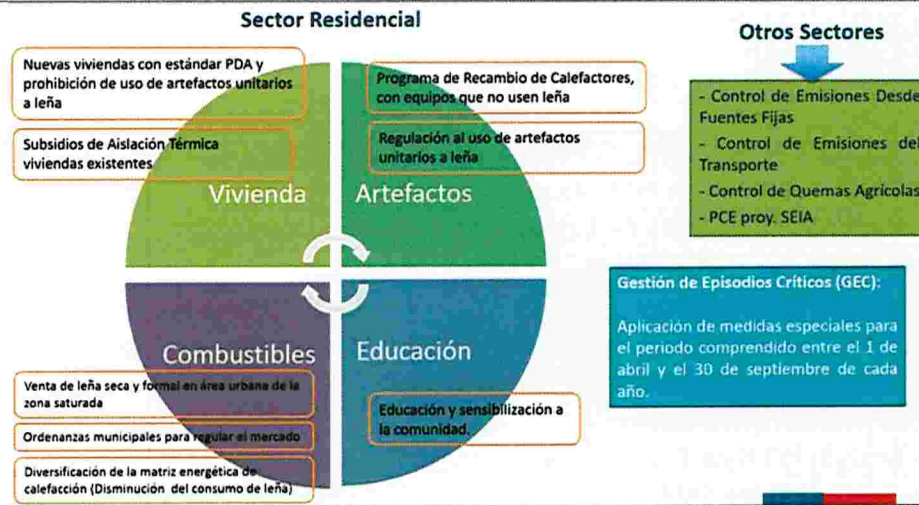 Sector Residencial
Nuevas viviendas con estándar PDA y
prohibición de uso de artefactos unitarios
a leña
Subsidios de Aislación Térmica
viviendas existentes
Vivienda
Programa de Recambio de Calefactores,
con equipos que no usen leña
Regulación al uso de artefactos
unitarios a leña
Artefactos
Combustibles
Venta de leña seca y formal en área urbana de la
zona saturada
Ordenanzas municipales para regular el mercado
Diversificación de la matriz energética de
calefacción (Disminución del consumo de leña)
Educación
Educación y sensibilización a
la comunidad.
Otros Sectores
- Control de Emisiones Desde
Fuentes Fijas
- Control de Emisiones del
Transporte
- Control de Quemas Agrícolas
- PCE proy. SEIA
Gestión de Episodios Críticos (GEC):
Aplicación de medidas especiales para
el periodo comprendido entre el 1 de
abril y el 30 de septiembre de cada
año.